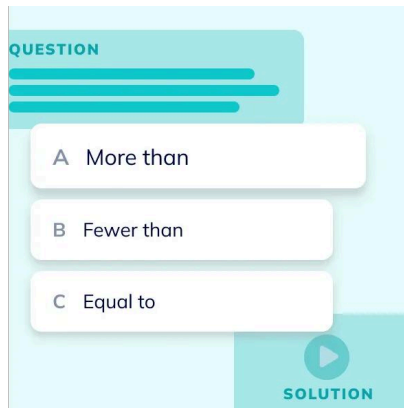 QUESTION
A More than
B Fewer than
C Equal to
SOLUTION